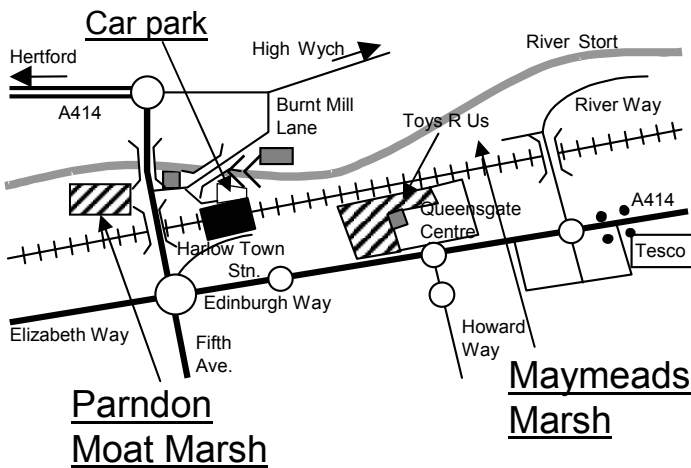 Car park
Hertford
High Wych
River Stort
A414
Burnt Mill
Lane
River Way
Toys R Us
A414
Queensgate
Centre
Tesco
Harlow Town
Stn.
Edinburgh Way
Elizabeth Way
Fifth
Ave.
Howard
Way
Maymeads
Marsh
Parndon
Moat Marsh